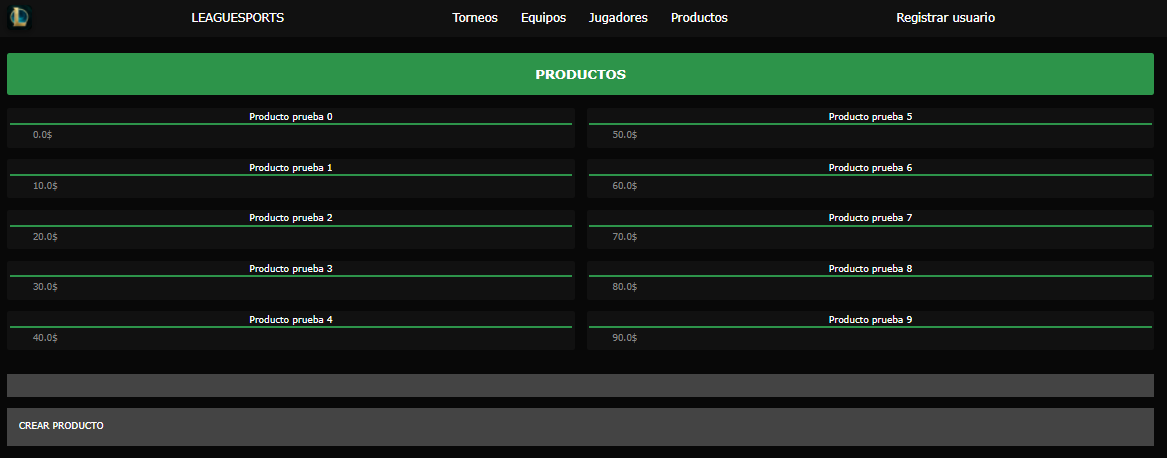 LEAGUESPORTS Torneos Equipos Jugadores Productos Registrar usuario
PRODUCTOS
Producto prueba 0
0.0$
Producto prueba 1
10.0$
Producto prueba 2
20.0$
Producto prueba 3
30.0$
Producto prueba 4
40.0$
Producto prueba 5
50.0$
Producto prueba 6
60.0$
Producto prueba 7
70.0$
Producto prueba 8
80.0$
Producto prueba 9
90.0$
CREAR PRODUCTO